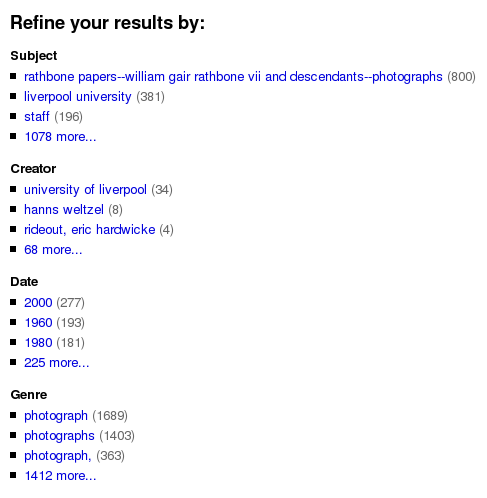 Refine your results by:
Subject
rathbone papers--william gair rathbone vii and descendants--photographs (800)
liverpool university (381)
staff (196)
1078 more...
Creator
university of liverpool (34)
hanns weltzel (8)
rideout, eric hardwicke (4)
68 more...
Date
2000 (277)
1960 (193)
1980 (181)
225 more...
Genre
photograph (1689)
photographs (1403)
photograph, (363)
1412 more...